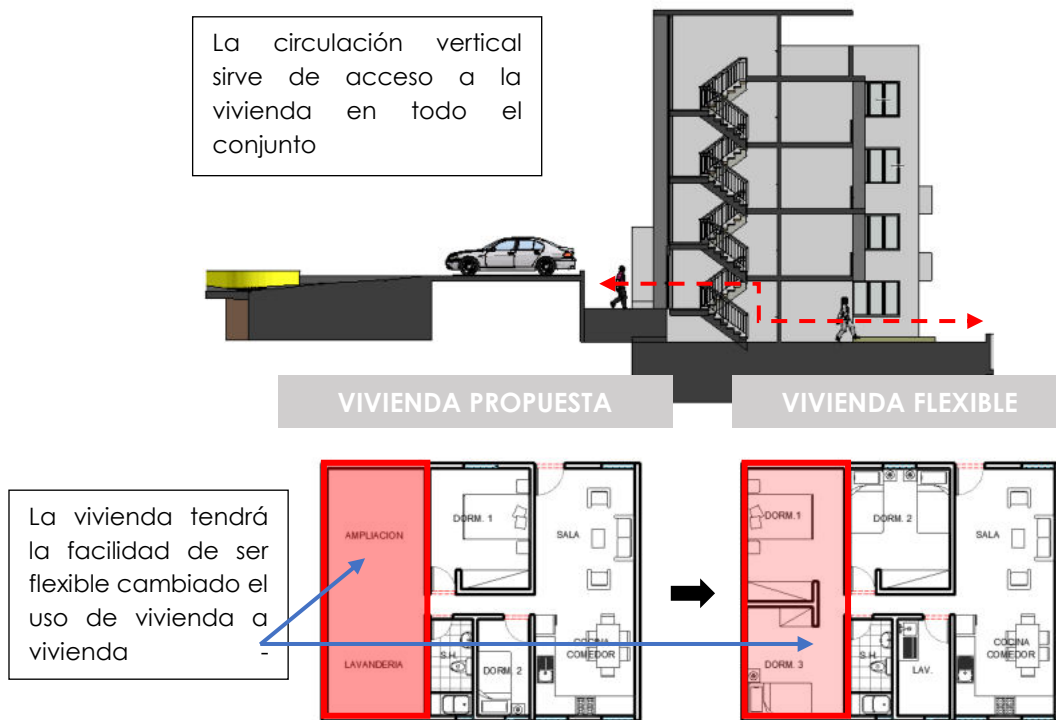 La circulación vertical
sirve de acceso a la
vivienda en todo el
conjunto
VIVIENDA PROPUESTA
VIVIENDA FLEXIBLE
La vivienda tendrá
la facilidad de ser
flexible cambiado el
uso de vivienda a
vivienda -
AMPLIACION
DORM. 1
SALA
LAVANDERIA
S.H.
DORM. 2
COCINA
COMEDOR
DORM.1
DORM. 2
SALA
DORM. 3
S.H.
LAV.
COCINA
COMEDOR